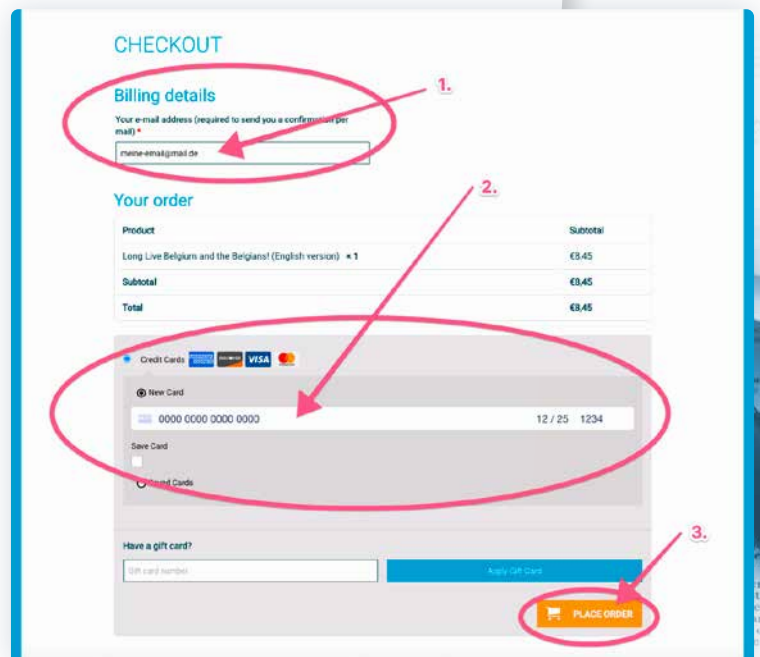 CHECKOUT
1.
Billing details
Your e-mail address (required to send you a confirmation per
mail) *
meine-email@mail.de
2.
Your order
Product Subtotal
Long Live Belgium and the Belgians! (English version) × 1 €8,45
Subtotal €8,45
Total €8,45
Credit Cards VISA
New Card
0000 0000 0000 0000 12 / 25 1234
Save Card
Saved Cards
3.
Have a gift card?
Gift card number Apply Gift Card
PLACE ORDER